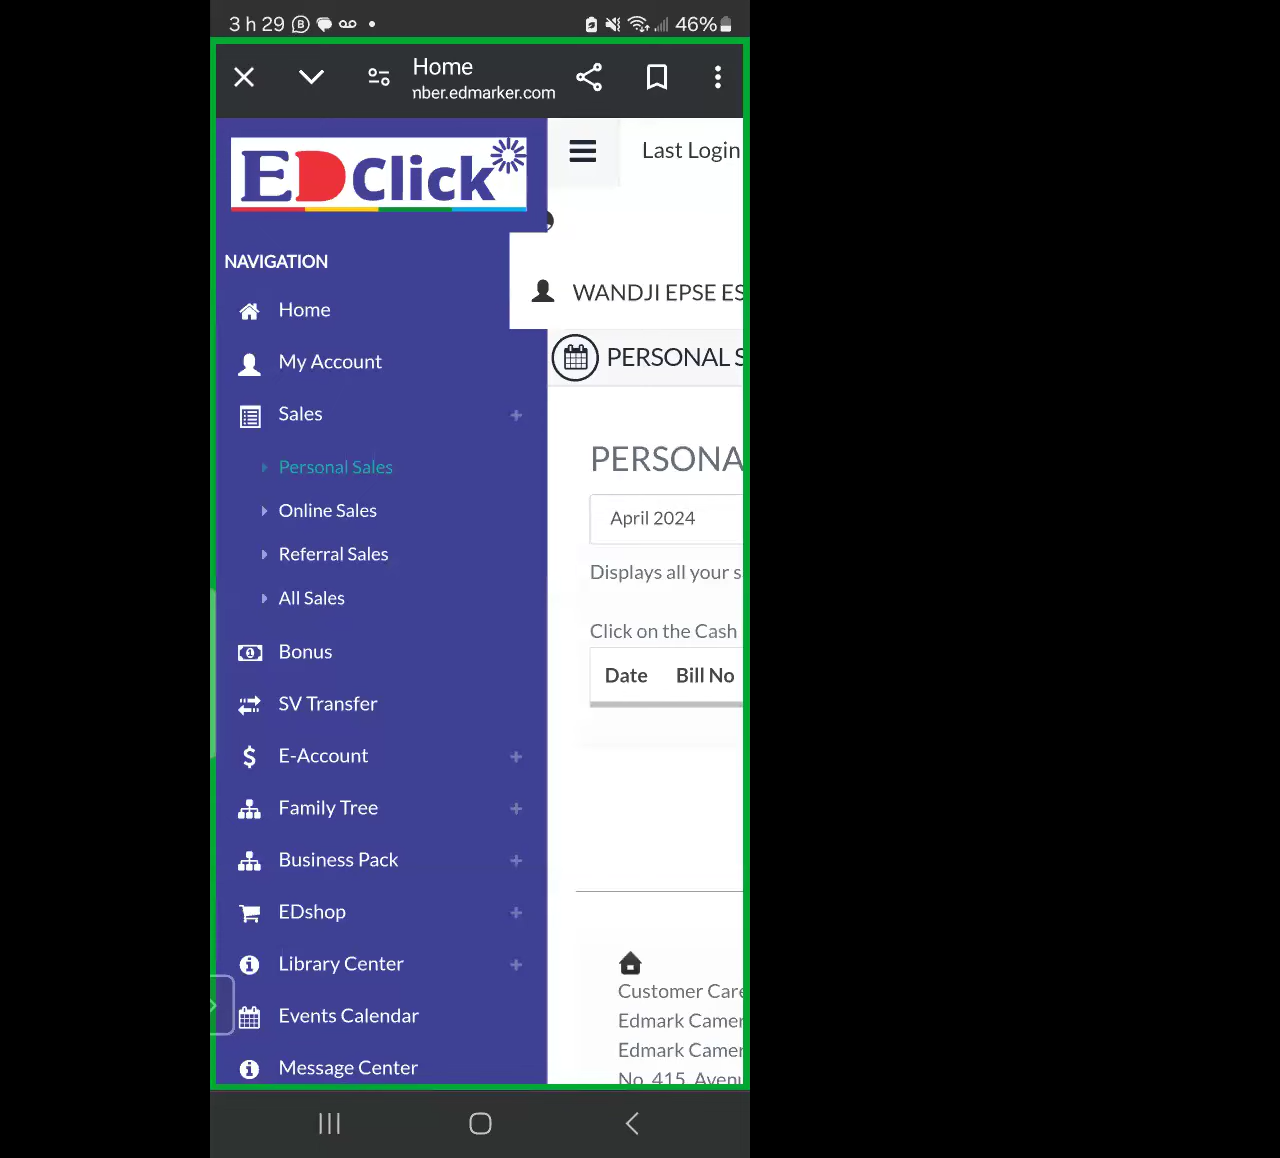 3 h 29
46%
Home
nber.edmarker.com
EDClick
Last Login
NAVIGATION
WANDJI EPSE ES
Home
PERSONAL S
My Account
Sales
PERSONA
Personal Sales
Online Sales
April 2024
Referral Sales
Displays all your s
All Sales
Click on the Cash
Bonus
Date Bill No
SV Transfer
E-Account
Family Tree
Business Pack
EDshop
Library Center
Customer Care
Events Calendar
Edmark Camer
Edmark Camer
Message Center
No. 415, Avenu